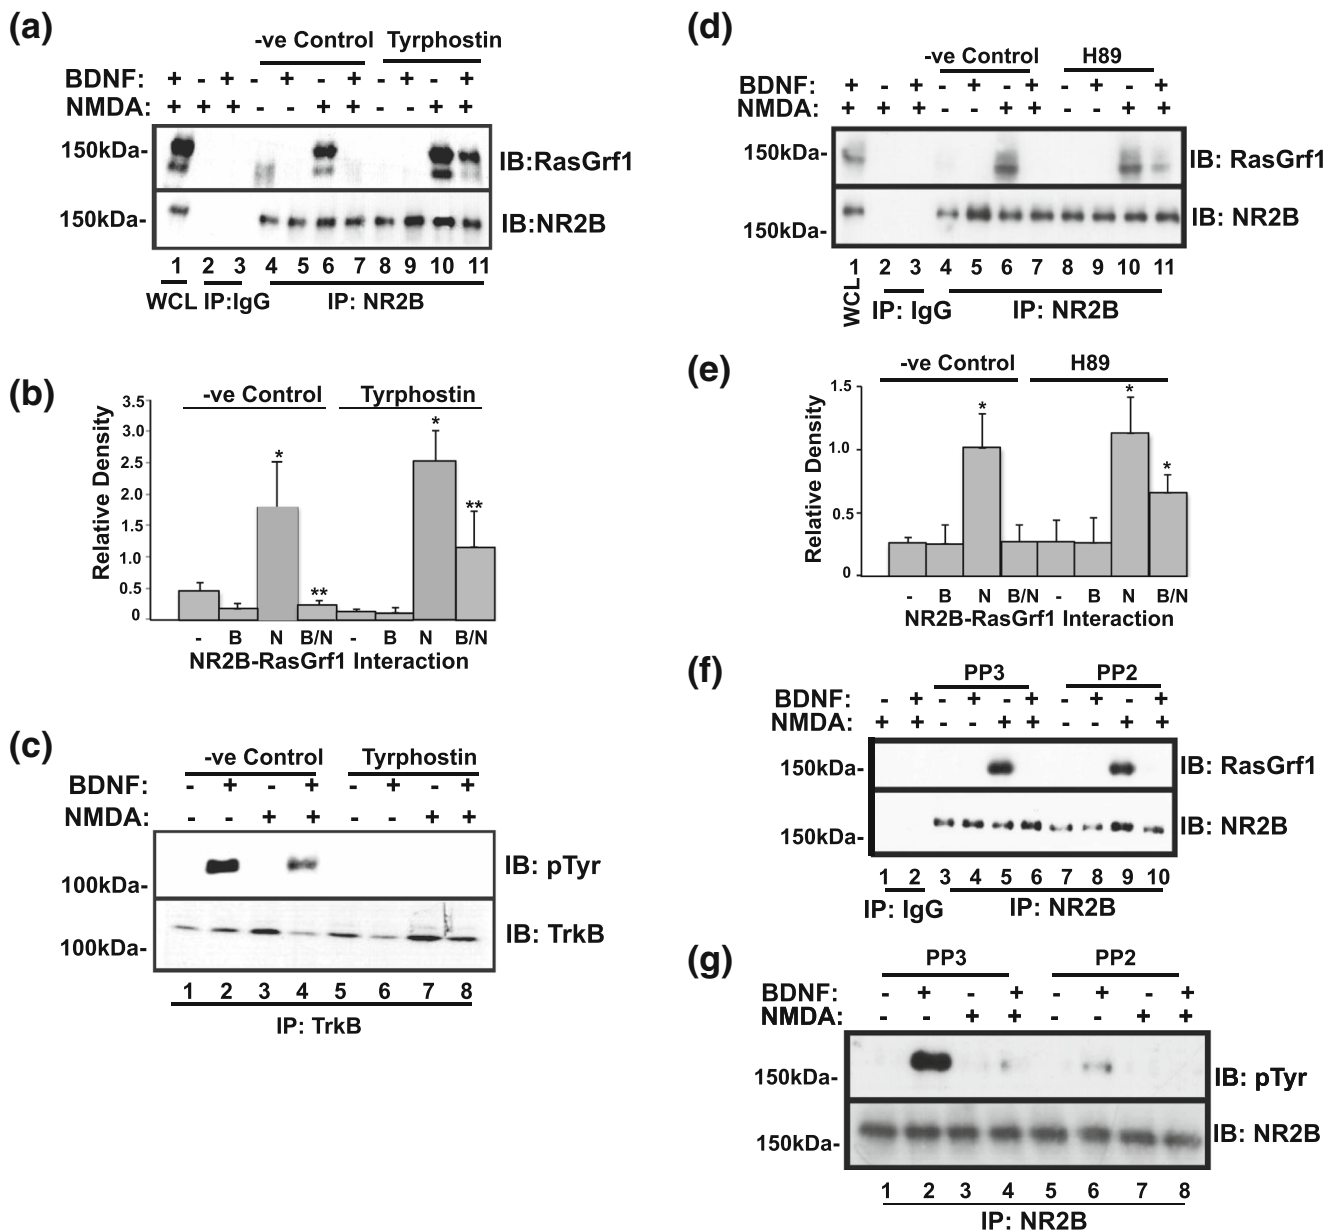 (a)
-ve Control Tyrphostin
BDNF: + - + - + - + - + - +
NMDA: + + + - - + + - - + +
150kDa- IB:RasGrf1
150kDa- IB:NR2B
1 2 3 4 5 6 7 8 9 10 11
WCL IP:IgG IP: NR2B
(b)
-ve Control Tyrphostin
Relative Density
3.5
3.0
2.5
2.0
1.5
1.0
0.5
0
* ** * **
- B N B/N - B N B/N
NR2B-RasGrf1 Interaction
(c)
-ve Control Tyrphostin
BDNF: - + - + - + - +
NMDA: - - + + - - + +
100kDa- IB: pTyr
100kDa- IB: TrkB
1 2 3 4 5 6 7 8
IP: TrkB
(d)
-ve Control H89
BDNF: + - + - + - + - + - +
NMDA: + + + - - + + - - + +
150kDa- IB: RasGrf1
150kDa- IB: NR2B
1 2 3 4 5 6 7 8 9 10 11
WCL IP: IgG IP: NR2B
(e)
-ve Control H89
Relative Density
1.5
1.0
0.5
0
* * *
- B N B/N - B N B/N
NR2B-RasGrf1 Interaction
(f)
PP3 PP2
BDNF: - + - + - + - + - +
NMDA: + + - - + + - - + +
150kDa- IB: RasGrf1
150kDa- IB: NR2B
1 2 3 4 5 6 7 8 9 10
IP: IgG IP: NR2B
(g)
PP3 PP2
BDNF: - + - + - + - +
NMDA: - - + + - - + +
150kDa- IB: pTyr
150kDa- IB: NR2B
1 2 3 4 5 6 7 8
IP: NR2B